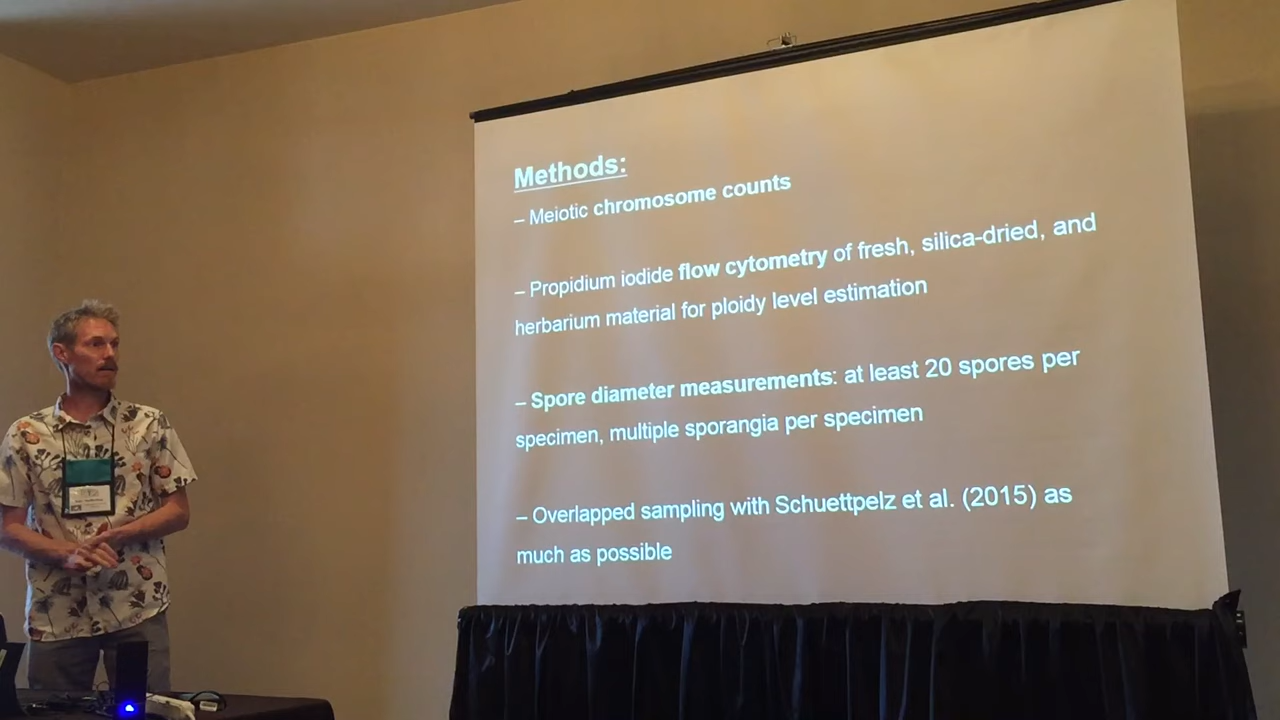 Methods:
– Meiotic chromosome counts
– Propidium iodide flow cytometry of fresh, silica-dried, and
herbarium material for ploidy level estimation
– Spore diameter measurements: at least 20 spores per
specimen, multiple sporangia per specimen
– Overlapped sampling with Schuettpelz et al. (2015) as
much as possible